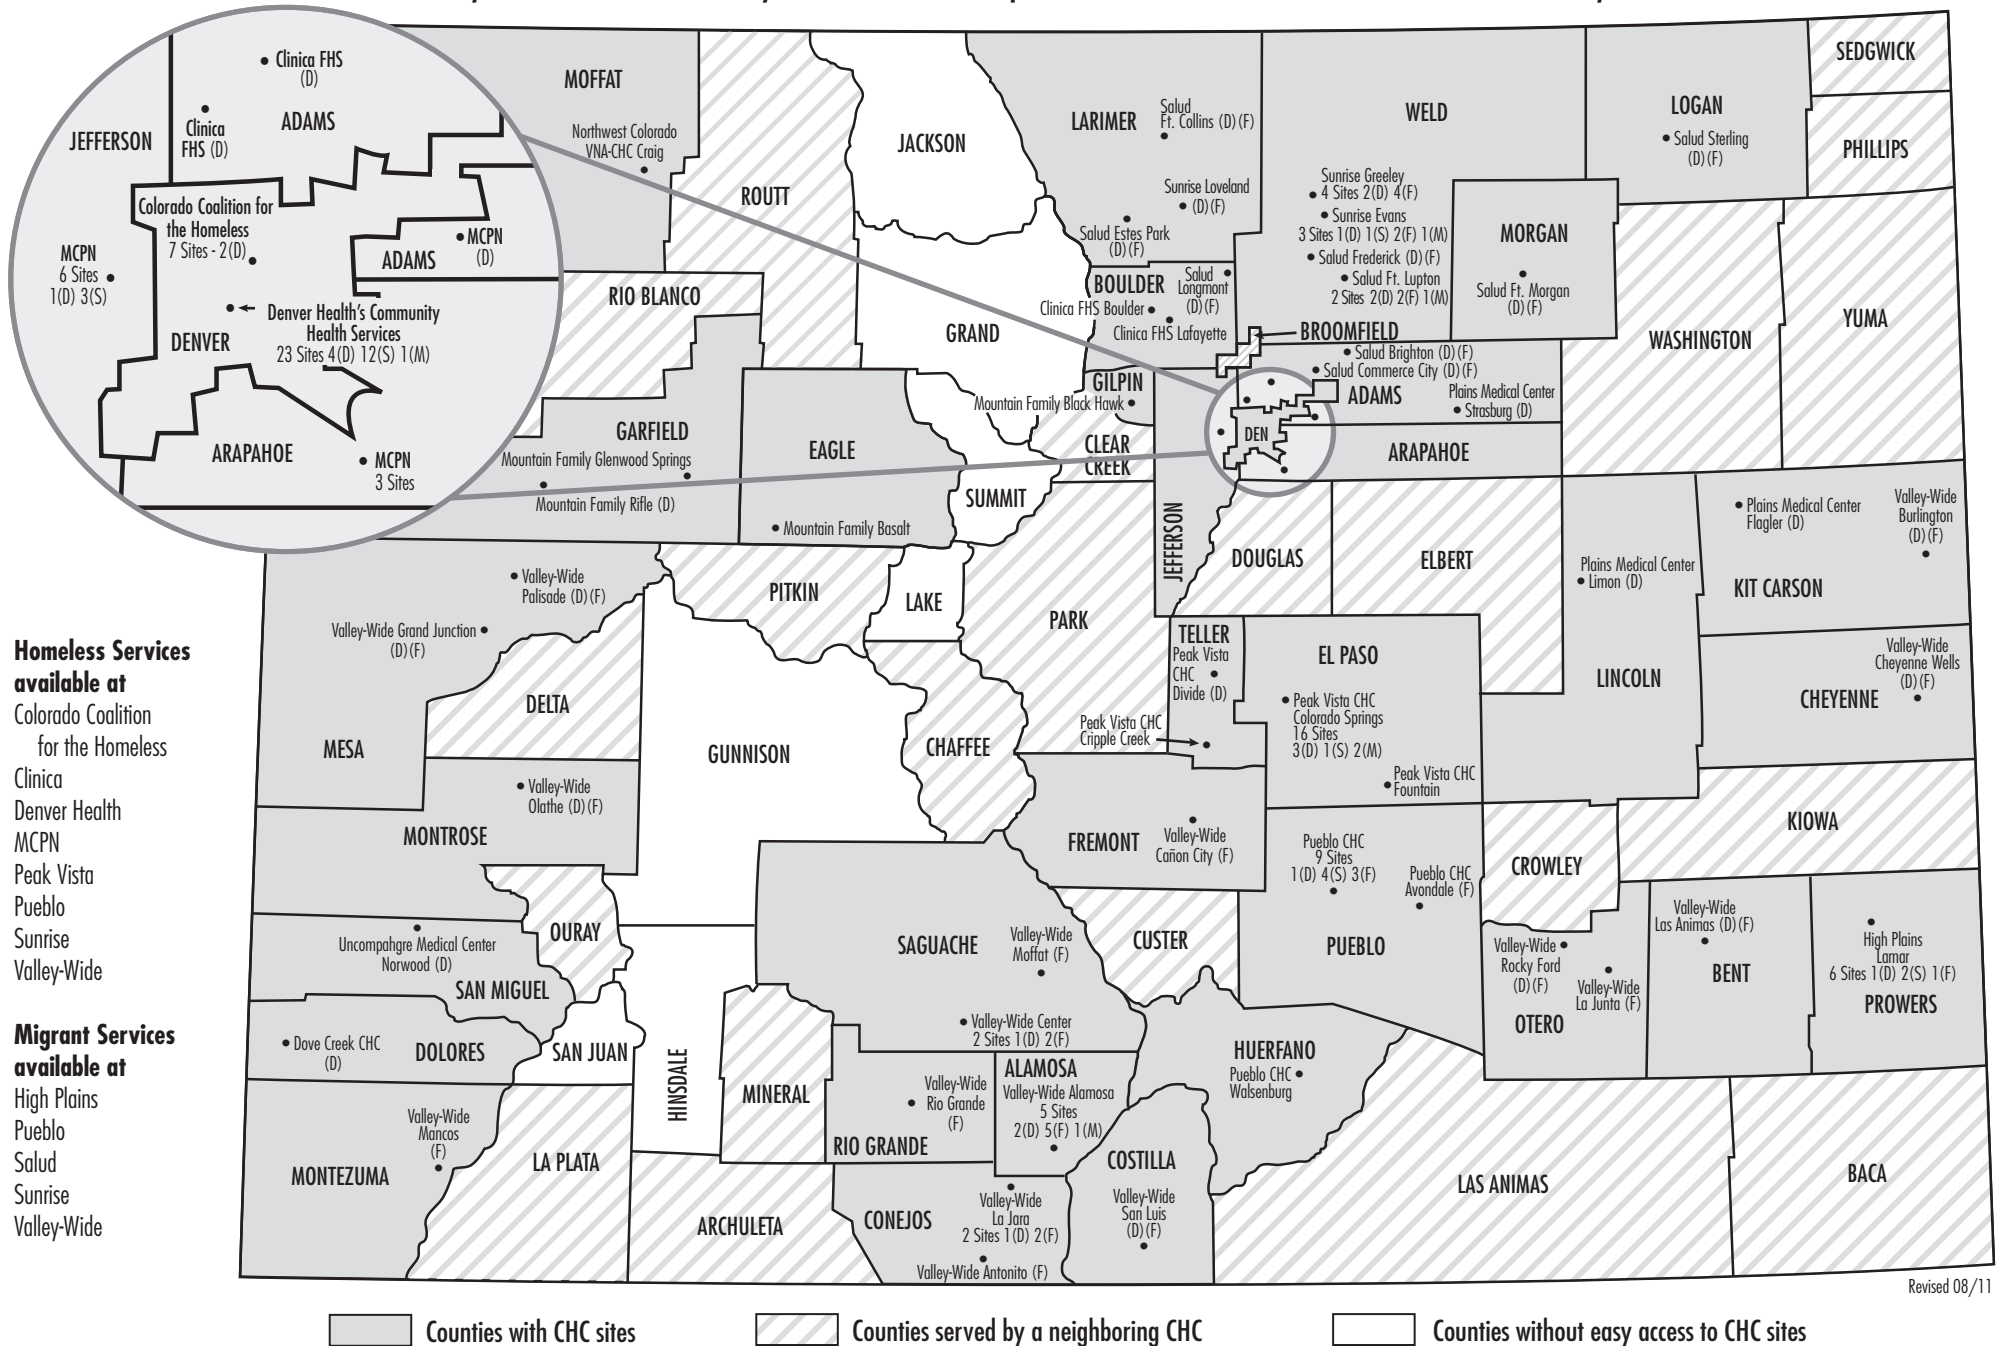 Clinica FHS
(D)
Clinica
FHS (D)
ADAMS
JEFFERSON
Colorado Coalition for
the Homeless
7 Sites - 2(D)
MCPN
(D)
ADAMS
MCPN
6 Sites
1(D) 3(S)
Denver Health's Community
Health Services
23 Sites 4(D) 12(S) 1(M)
DENVER
ARAPAHOE
MCPN
3 Sites
MOFFAT
Northwest Colorado
VNA-CHC Craig
ROUTT
JACKSON
LARIMER
Salud
Ft. Collins (D)(F)
Sunrise Loveland
(D)(F)
Salud Estes Park
(D)(F)
WELD
Sunrise Greeley
4 Sites 2(D) 4(F)
Sunrise Evans
3 Sites 1(D) 1(S) 2(F) 1(M)
Salud Frederick (D)(F)
Salud Ft. Lupton
2 Sites 2(D) 2(F) 1(M)
LOGAN
Salud Sterling
(D)(F)
SEDGWICK
PHILLIPS
MORGAN
Salud Ft. Morgan
(D)(F)
WASHINGTON
YUMA
RIO BLANCO
GRAND
BOULDER
Salud
Longmont
(D)(F)
Clinica FHS Boulder
Clinica FHS Lafayette
BROOMFIELD
Salud Brighton (D)(F)
Salud Commerce City (D)(F)
ADAMS
Plains Medical Center
Strasburg (D)
GILPIN
Mountain Family Black Hawk
DEN
ARAPAHOE
CLEAR
CREEK
GARFIELD
Mountain Family Glenwood Springs
Mountain Family Rifle (D)
EAGLE
Mountain Family Basalt
SUMMIT
JEFFERSON
DOUGLAS
ELBERT
Plains Medical Center
Limon (D)
LINCOLN
Plains Medical Center
Flagler (D)
Valley-Wide
Burlington
(D)(F)
KIT CARSON
Valley-Wide
Cheyenne Wells
(D)(F)
CHEYENNE
Valley-Wide
Palisade (D)(F)
Valley-Wide Grand Junction
(D)(F)
MESA
PITKIN
LAKE
PARK
DELTA
GUNNISON
CHAFFEE
TELLER
Peak Vista
CHC
Divide (D)
Peak Vista CHC
Cripple Creek
EL PASO
Peak Vista CHC
Colorado Springs
16 Sites
3(D) 1(S) 2(M)
Peak Vista CHC
Fountain
Valley-Wide
Olathe (D)(F)
MONTROSE
FREMONT
Valley-Wide
Cañon City (F)
Pueblo CHC
9 Sites
1(D) 4(S) 3(F)
Pueblo CHC
Avondale (F)
PUEBLO
CROWLEY
KIOWA
OURAY
Uncompahgre Medical Center
Norwood (D)
SAN MIGUEL
SAGUACHE
Valley-Wide
Moffat (F)
Valley-Wide Center
2 Sites 1(D) 2(F)
CUSTER
Valley-Wide
Rocky Ford
(D)(F)
Valley-Wide
La Junta (F)
OTERO
Valley-Wide
Las Animas (D)(F)
BENT
High Plains
Lamar
6 Sites 1(D) 2(S) 1(F)
PROWERS
Dove Creek CHC
(D)
DOLORES
SAN JUAN
HINSDALE
MINERAL
Valley-Wide
Rio Grande
(F)
RIO GRANDE
ALAMOSA
Valley-Wide Alamosa
5 Sites
2(D) 5(F) 1(M)
HUERFANO
Pueblo CHC
Walsenburg
Valley-Wide
Mancos
(F)
MONTEZUMA
LA PLATA
ARCHULETA
CONEJOS
Valley-Wide
La Jara
2 Sites 1(D) 2(F)
Valley-Wide Antonito (F)
COSTILLA
Valley-Wide
San Luis
(D)(F)
LAS ANIMAS
BACA
Homeless Services
available at
Colorado Coalition
for the Homeless
Clinica
Denver Health
MCPN
Peak Vista
Pueblo
Sunrise
Valley-Wide
Migrant Services
available at
High Plains
Pueblo
Salud
Sunrise
Valley-Wide
Revised 08/11
Counties with CHC sites
Counties served by a neighboring CHC
Counties without easy access to CHC sites